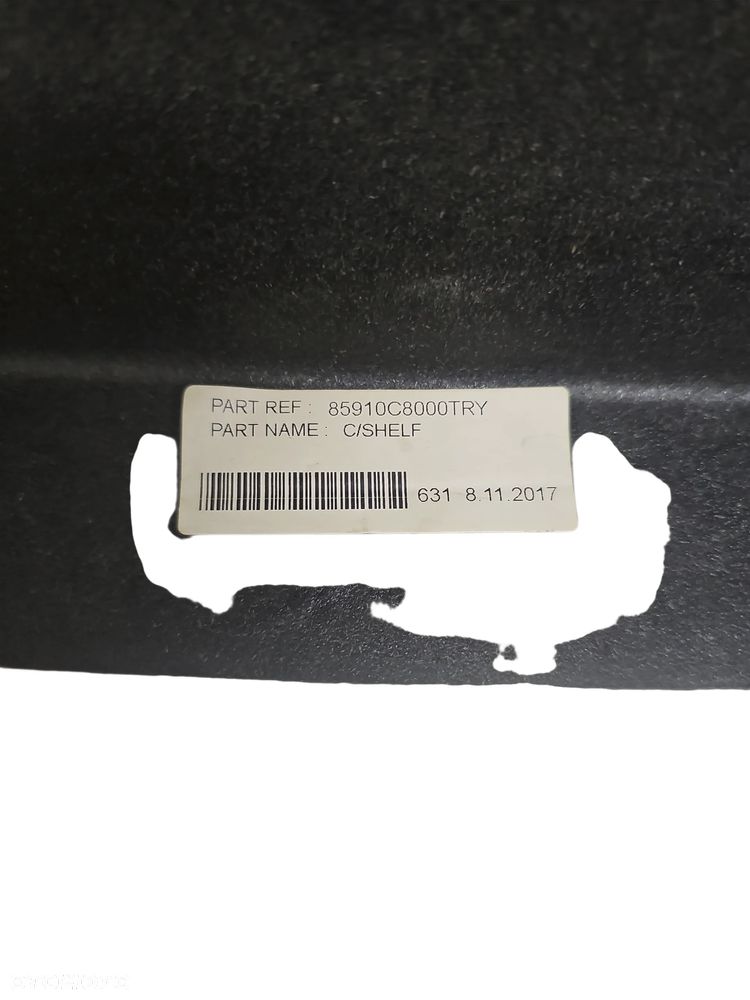 PART REF : 85910C8000TRY
PART NAME : C/SHELF
631 8.11.2017